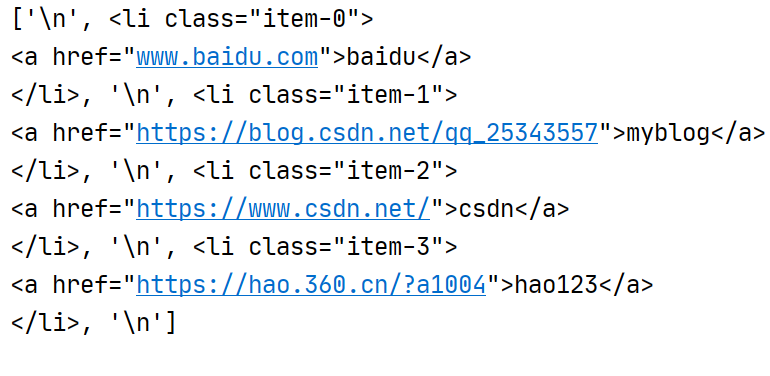 ['\n', <li class="item-0">
<a href="www.baidu.com">baidu</a>
</li>, '\n', <li class="item-1">
<a href="https://blog.csdn.net/qq_25343557">myblog</a>
</li>, '\n', <li class="item-2">
<a href="https://www.csdn.net/">csdn</a>
</li>, '\n', <li class="item-3">
<a href="https://hao.360.cn/?a1004">hao123</a>
</li>, '\n']